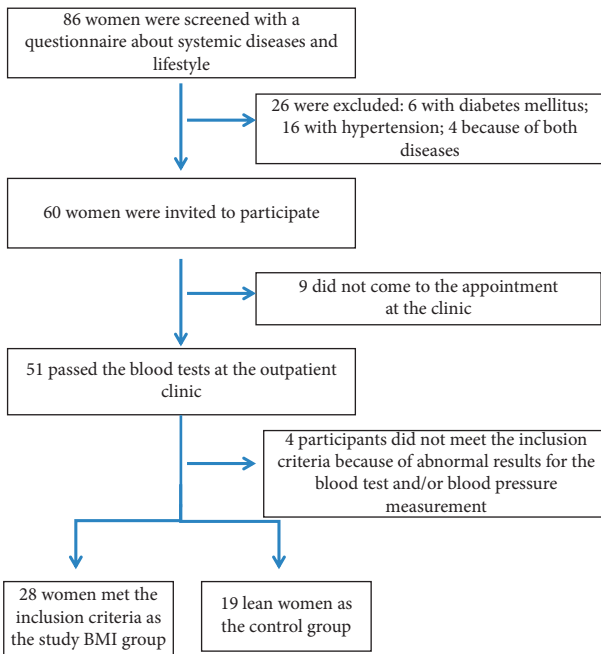 86 women were screened with a
questionnaire about systemic diseases and
lifestyle
26 were excluded: 6 with diabetes mellitus;
16 with hypertension; 4 because of both
diseases
60 women were invited to participate
9 did not come to the appointment
at the clinic
51 passed the blood tests at the outpatient
clinic
4 participants did not meet the inclusion
criteria because of abnormal results for the
blood test and/or blood pressure
measurement
28 women met the
inclusion criteria as
the study BMI group
19 lean women as
the control group